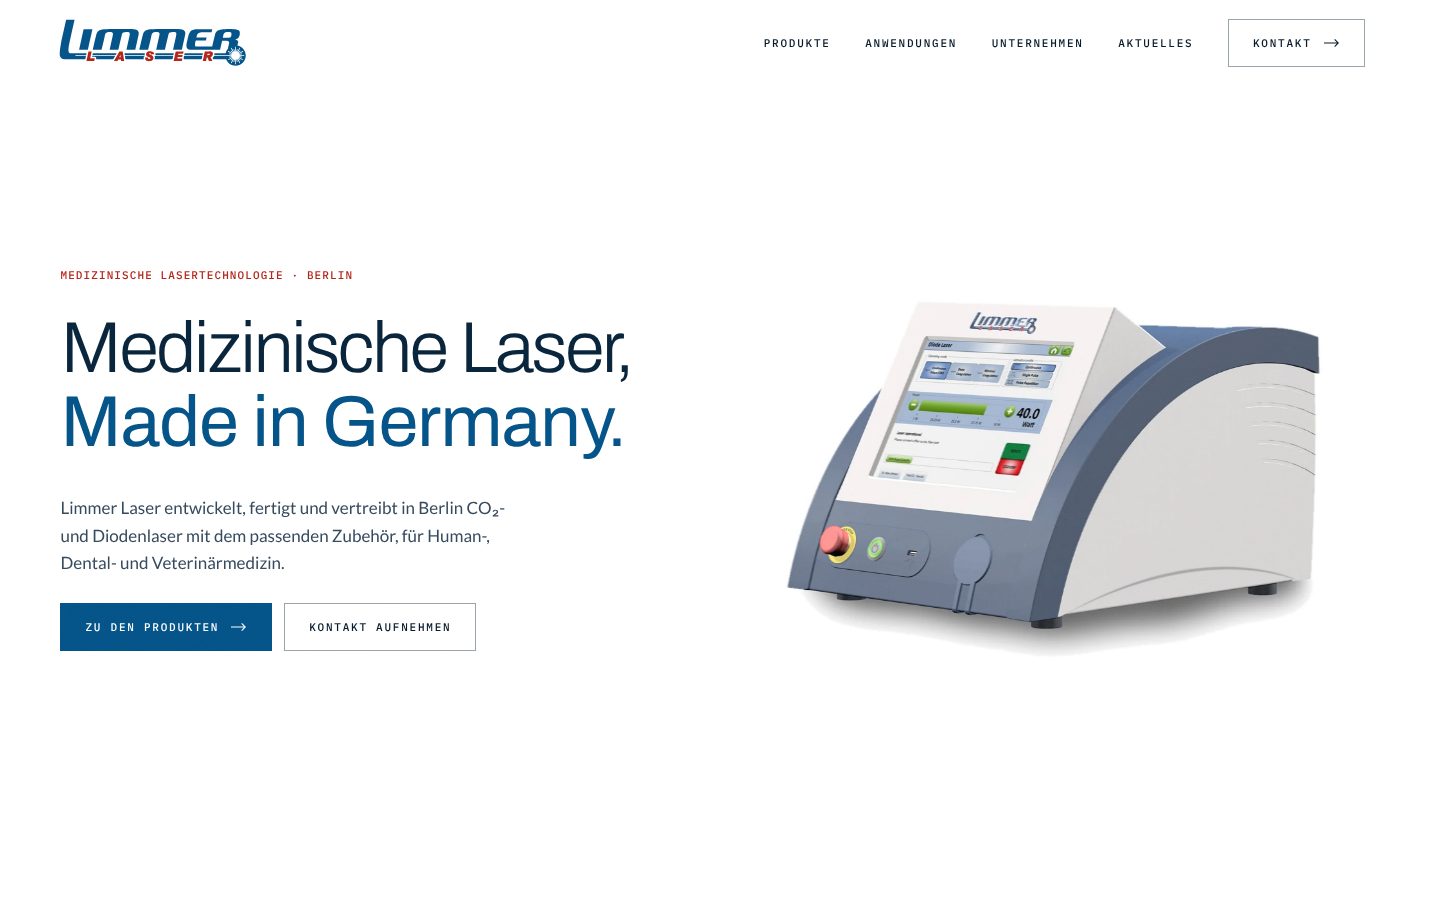 LIMMER
LASER
PRODUKTE
ANWENDUNGEN
UNTERNEHMEN
AKTUELLES
KONTAKT
MEDIZINISCHE LASERTECHNOLOGIE · BERLIN
Medizinische Laser,
Made in Germany.
Limmer Laser entwickelt, fertigt und vertreibt in Berlin CO₂-
und Diodenlaser mit dem passenden Zubehör, für Human-,
Dental- und Veterinärmedizin.
ZU DEN PRODUKTEN
KONTAKT AUFNEHMEN
LIMMER
Diode Laser
40.0
Watt